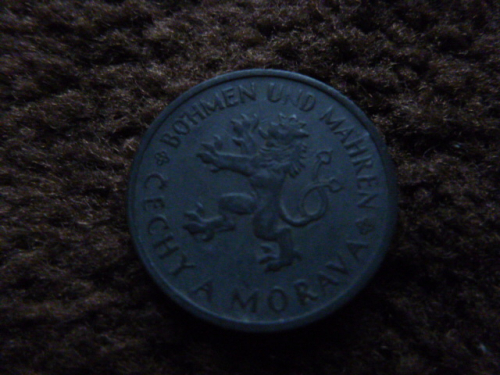 BÖHMEN UND MÄHREN
ČECHY A MORAVA